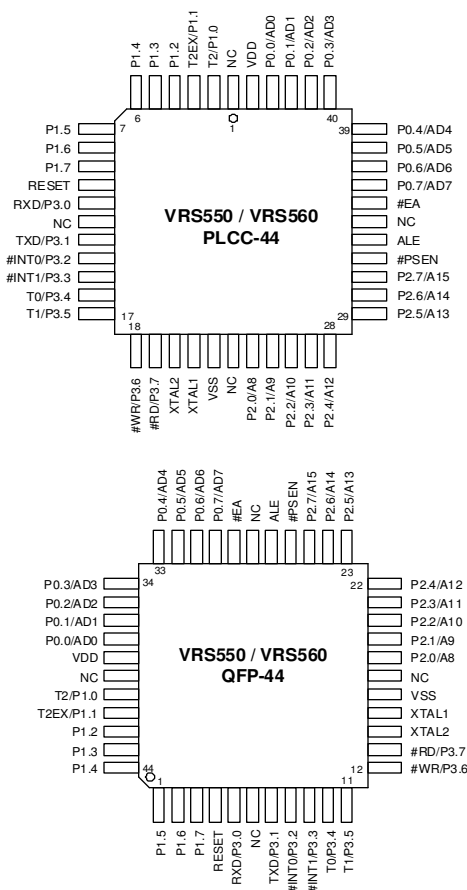 P1.4
P1.3
P1.2
T2EX/P1.1
T2/P1.0
NC
VDD
P0.0/AD0
P0.1/AD1
P0.2/AD2
P0.3/AD3
6
1
40
7
39
P1.5
P1.6
P1.7
RESET
RXD/P3.0
NC
TXD/P3.1
#INT0/P3.2
#INT1/P3.3
T0/P3.4
T1/P3.5
VRS550 / VRS560
PLCC-44
P0.4/AD4
P0.5/AD5
P0.6/AD6
P0.7/AD7
#EA
NC
ALE
#PSEN
P2.7/A15
P2.6/A14
P2.5/A13
17
29
18
28
#WR/P3.6
#RD/P3.7
XTAL2
XTAL1
VSS
NC
P2.0/A8
P2.1/A9
P2.2/A10
P2.3/A11
P2.4/A12
P0.4/AD4
P0.5/AD5
P0.6/AD6
P0.7/AD7
#EA
NC
ALE
#PSEN
P2.7/A15
P2.6/A14
P2.5/A13
33
23
34
22
P0.3/AD3
P0.2/AD2
P0.1/AD1
P0.0/AD0
VDD
NC
T2/P1.0
T2EX/P1.1
P1.2
P1.3
P1.4
VRS550 / VRS560
QFP-44
P2.4/A12
P2.3/A11
P2.2/A10
P2.1/A9
P2.0/A8
NC
VSS
XTAL1
XTAL2
#RD/P3.7
#WR/P3.6
44
12
1
11
P1.5
P1.6
P1.7
RESET
RXD/P3.0
NC
TXD/P3.1
#INT0/P3.2
#INT1/P3.3
T0/P3.4
T1/P3.5